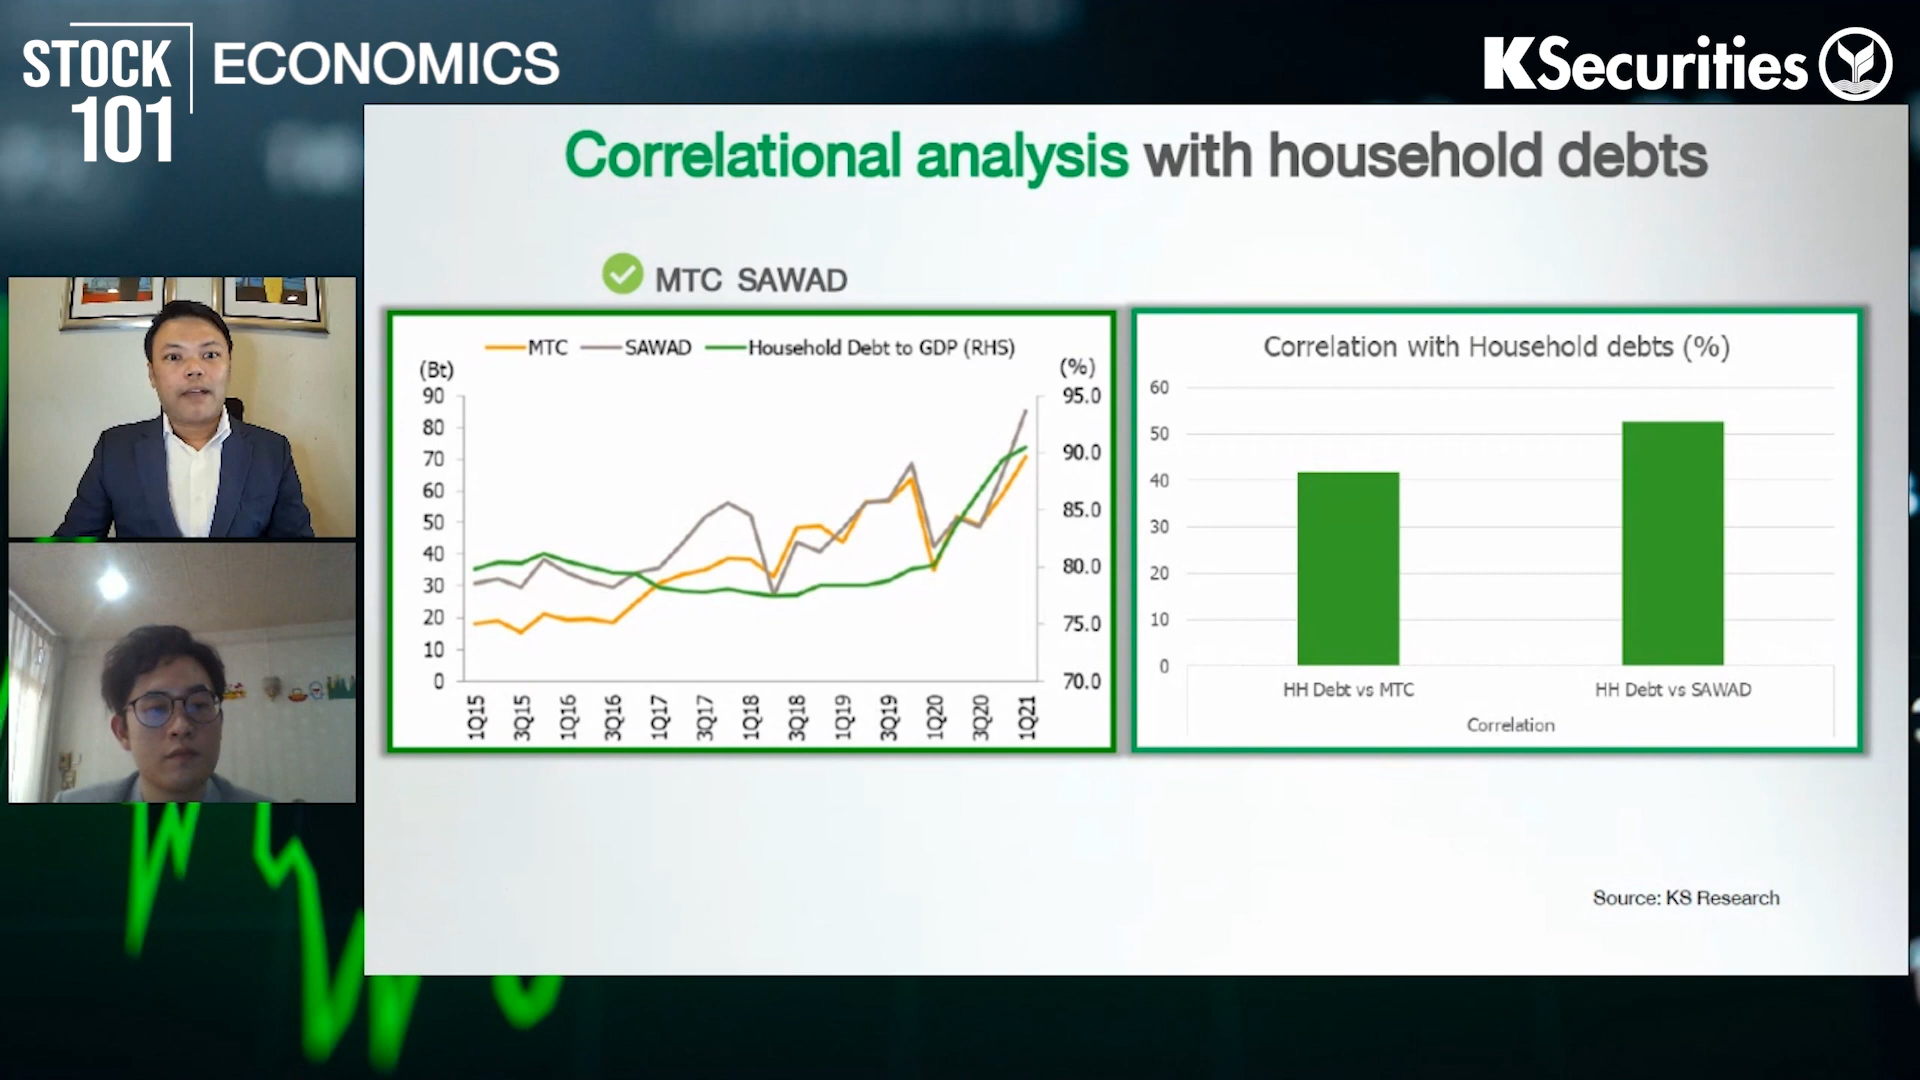 STOCK
101
ECONOMICS
KSecurities
Correlational analysis with household debts
MTC SAWAD
MTC SAWAD Household Debt to GDP (RHS)
(Bt)
(%)
90
80
70
60
50
40
30
20
10
0
95.0
90.0
85.0
80.0
75.0
70.0
1Q15
3Q15
1Q16
3Q16
1Q17
3Q17
1Q18
3Q18
1Q19
3Q19
1Q20
3Q20
1Q21
Correlation with Household debts (%)
60
50
40
30
20
10
0
HH Debt vs MTC
HH Debt vs SAWAD
Correlation
Source: KS Research